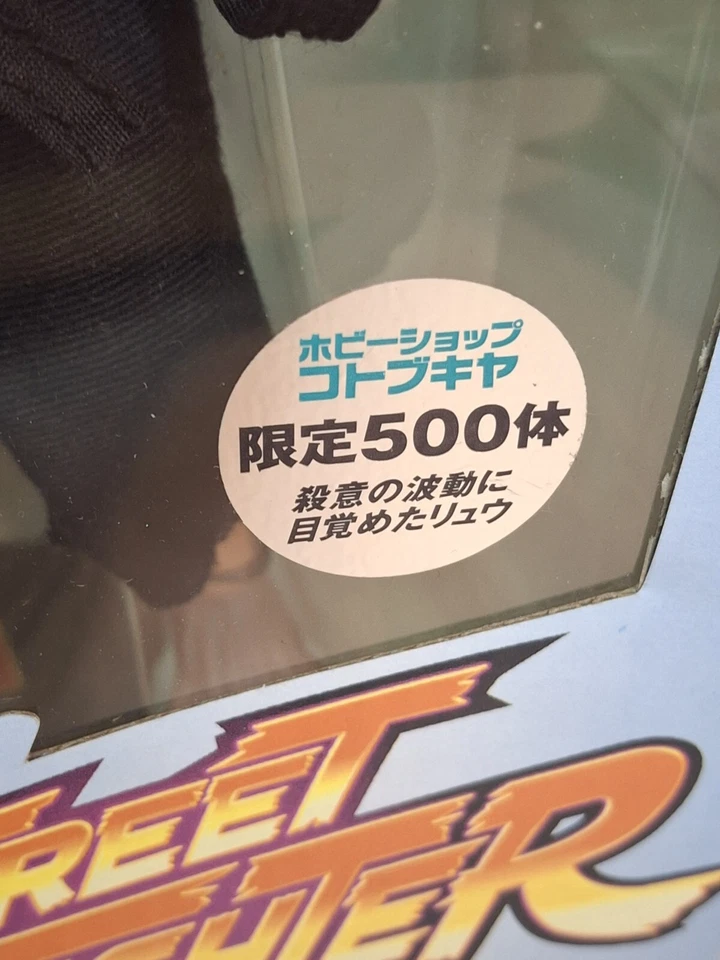 ホビーショップ
コトブキヤ
限定500体
殺意の波動に
目覚めたリュウ
STREET
FIGHTER